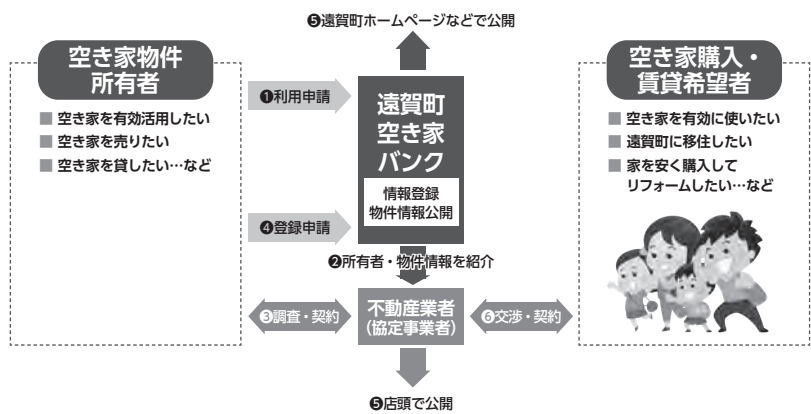 ❺遠賀町ホームページなどで公開
空き家物件
所有者
■ 空き家を有効活用したい
■ 空き家を売りたい
■ 空き家を貸したい…など
❶利用申請
❹登録申請
遠賀町
空き家
バンク
情報登録
物件情報公開
❷所有者・物件情報を紹介
❸調査・契約
不動産業者
(協定事業者)
❻交渉・契約
❺店頭で公開
空き家購入・
賃貸希望者
■ 空き家を有効に使いたい
■ 遠賀町に移住したい
■ 家を安く購入して
リフォームしたい…など